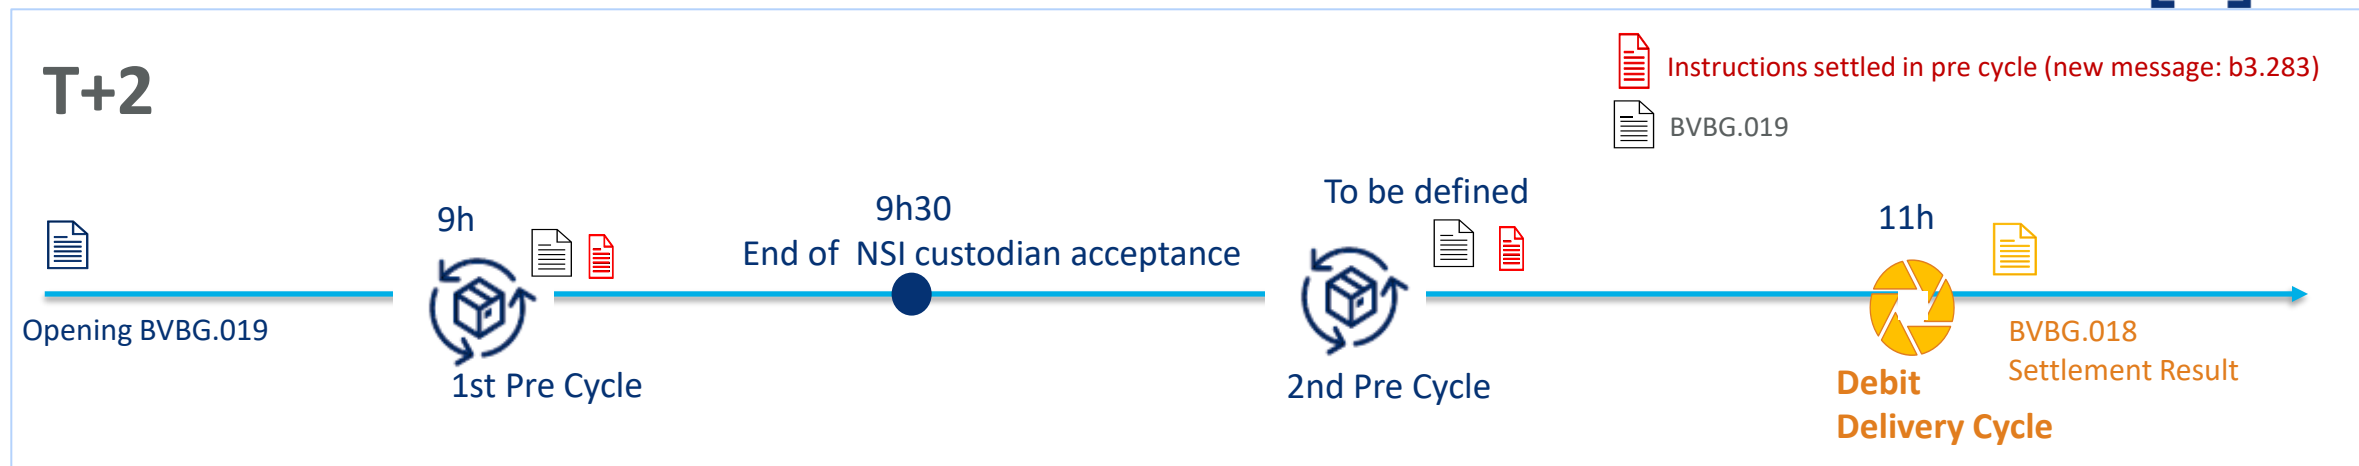 T+2
Instructions settled in pre cycle (new message: b3.283)
BVBG.019
9h
9h30
End of  NSI custodian acceptance
To be defined
11h
Opening BVBG.019
1st Pre Cycle
2nd Pre Cycle
Debit
Delivery Cycle
BVBG.018
Settlement Result